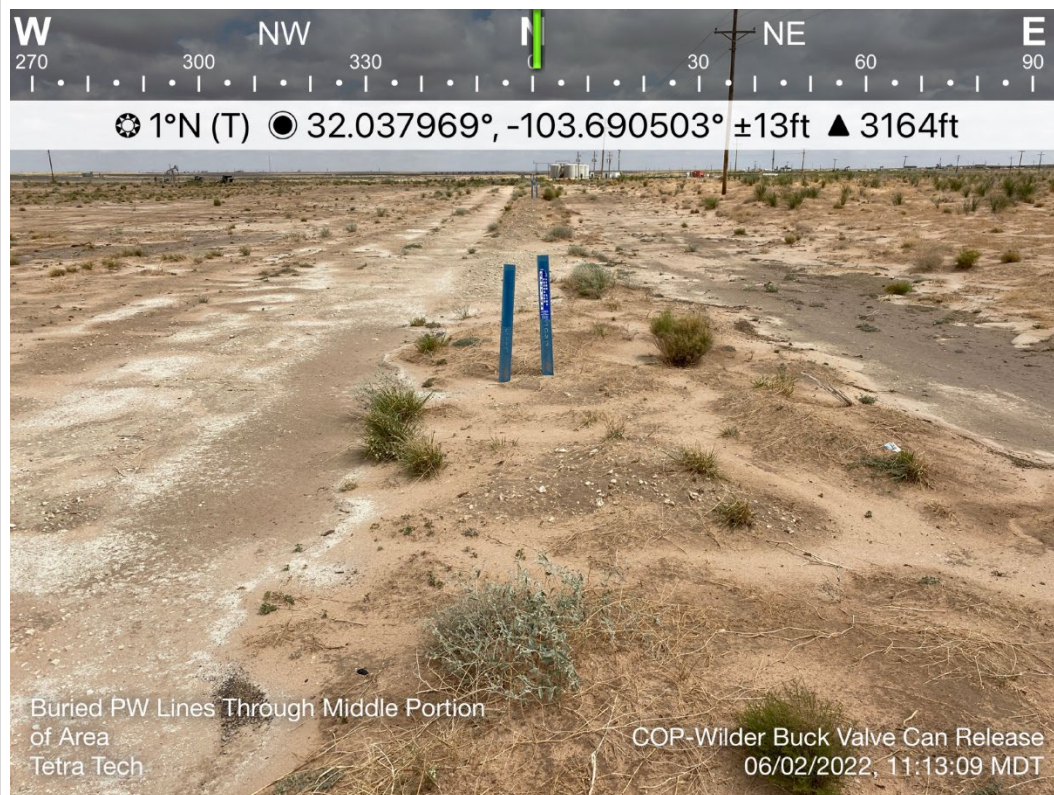 W NW N NE E
270 300 330 0 30 60 90
1°N (T) 32.037969°, -103.690503° ±13ft ▲ 3164ft
Buried PW Lines Through Middle Portion
of Area
Tetra Tech
COP-Wilder Buck Valve Can Release
06/02/2022, 11:13:09 MDT